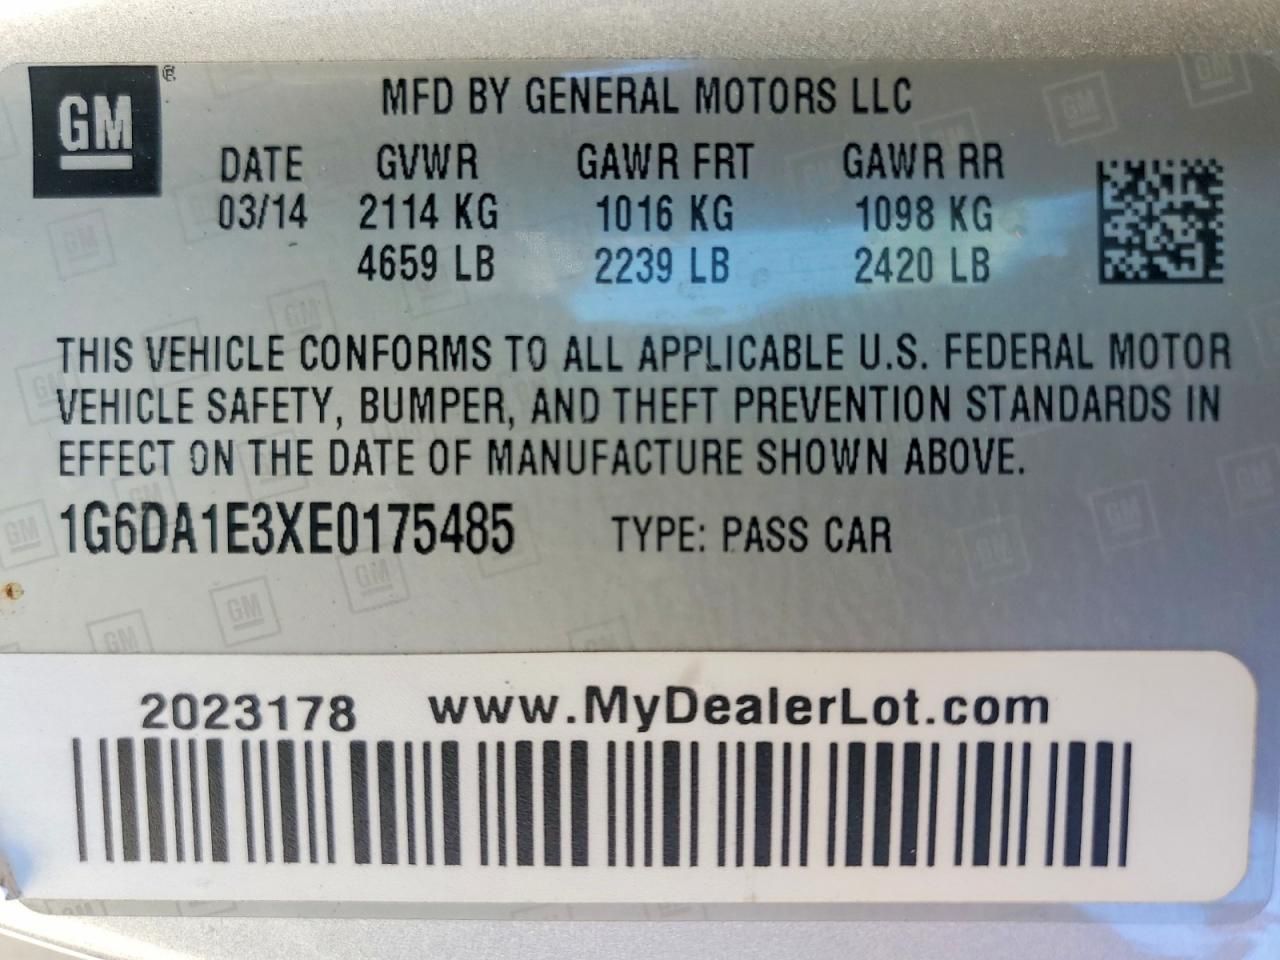 GM ®
MFD BY GENERAL MOTORS LLC
DATE GVWR GAWR FRT GAWR RR
03/14 2114 KG 1016 KG 1098 KG
4659 LB 2239 LB 2420 LB
THIS VEHICLE CONFORMS TO ALL APPLICABLE U.S. FEDERAL MOTOR
VEHICLE SAFETY, BUMPER, AND THEFT PREVENTION STANDARDS IN
EFFECT ON THE DATE OF MANUFACTURE SHOWN ABOVE.
1G6DA1E3XE0175485 TYPE: PASS CAR
2023178 www.MyDealerLot.com